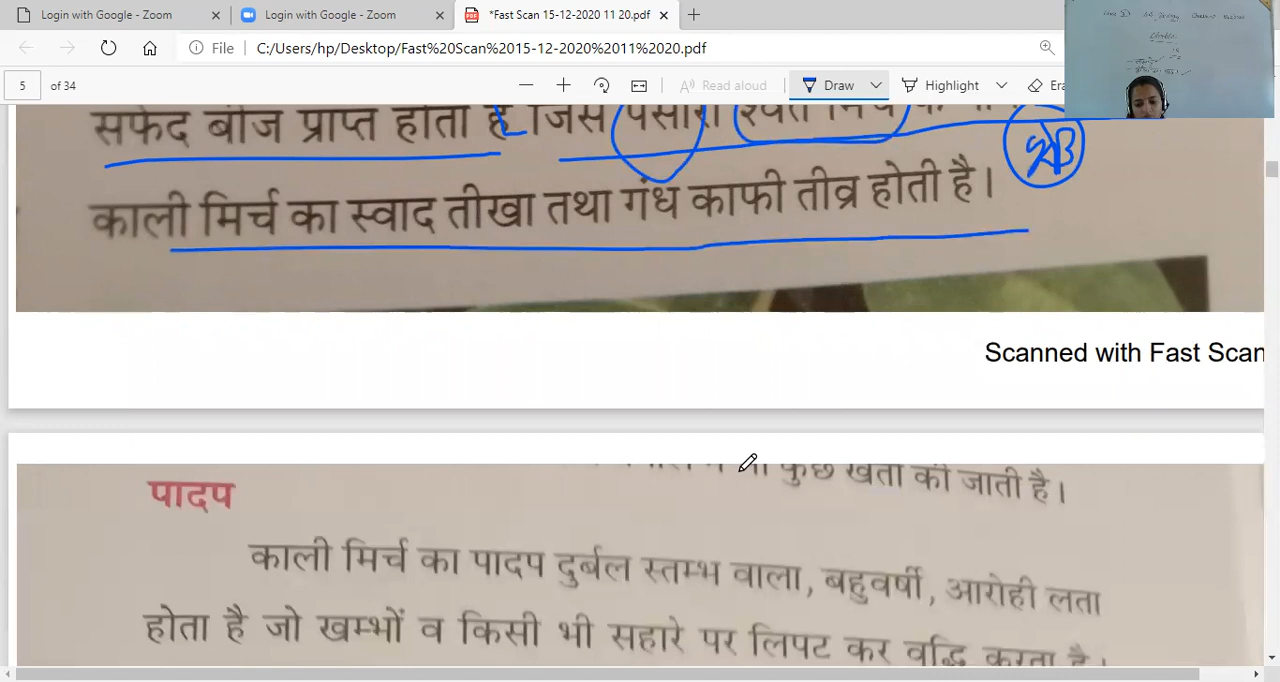 Login with Google - Zoom
Login with Google - Zoom
*Fast Scan 15-12-2020 11 20.pdf
File
C:/Users/hp/Desktop/Fast%20Scan%2015-12-2020%2011%2020.pdf
5 of 34
Read aloud
Draw
Highlight
Era
सफेद बीज प्राप्त होता है जिसे पंसारी श्वेत मिर्च
काली मिर्च का स्वाद तीखा तथा गंध काफी तीव्र होती है।
Scanned with Fast Scan
कुछ खेती की जाती है।
पादप
काली मिर्च का पादप दुर्बल स्तम्भ वाला, बहुवर्षी, आरोही लता
होता है जो खम्भों व किसी भी सहारे पर लिपट कर वृद्धि करता है।